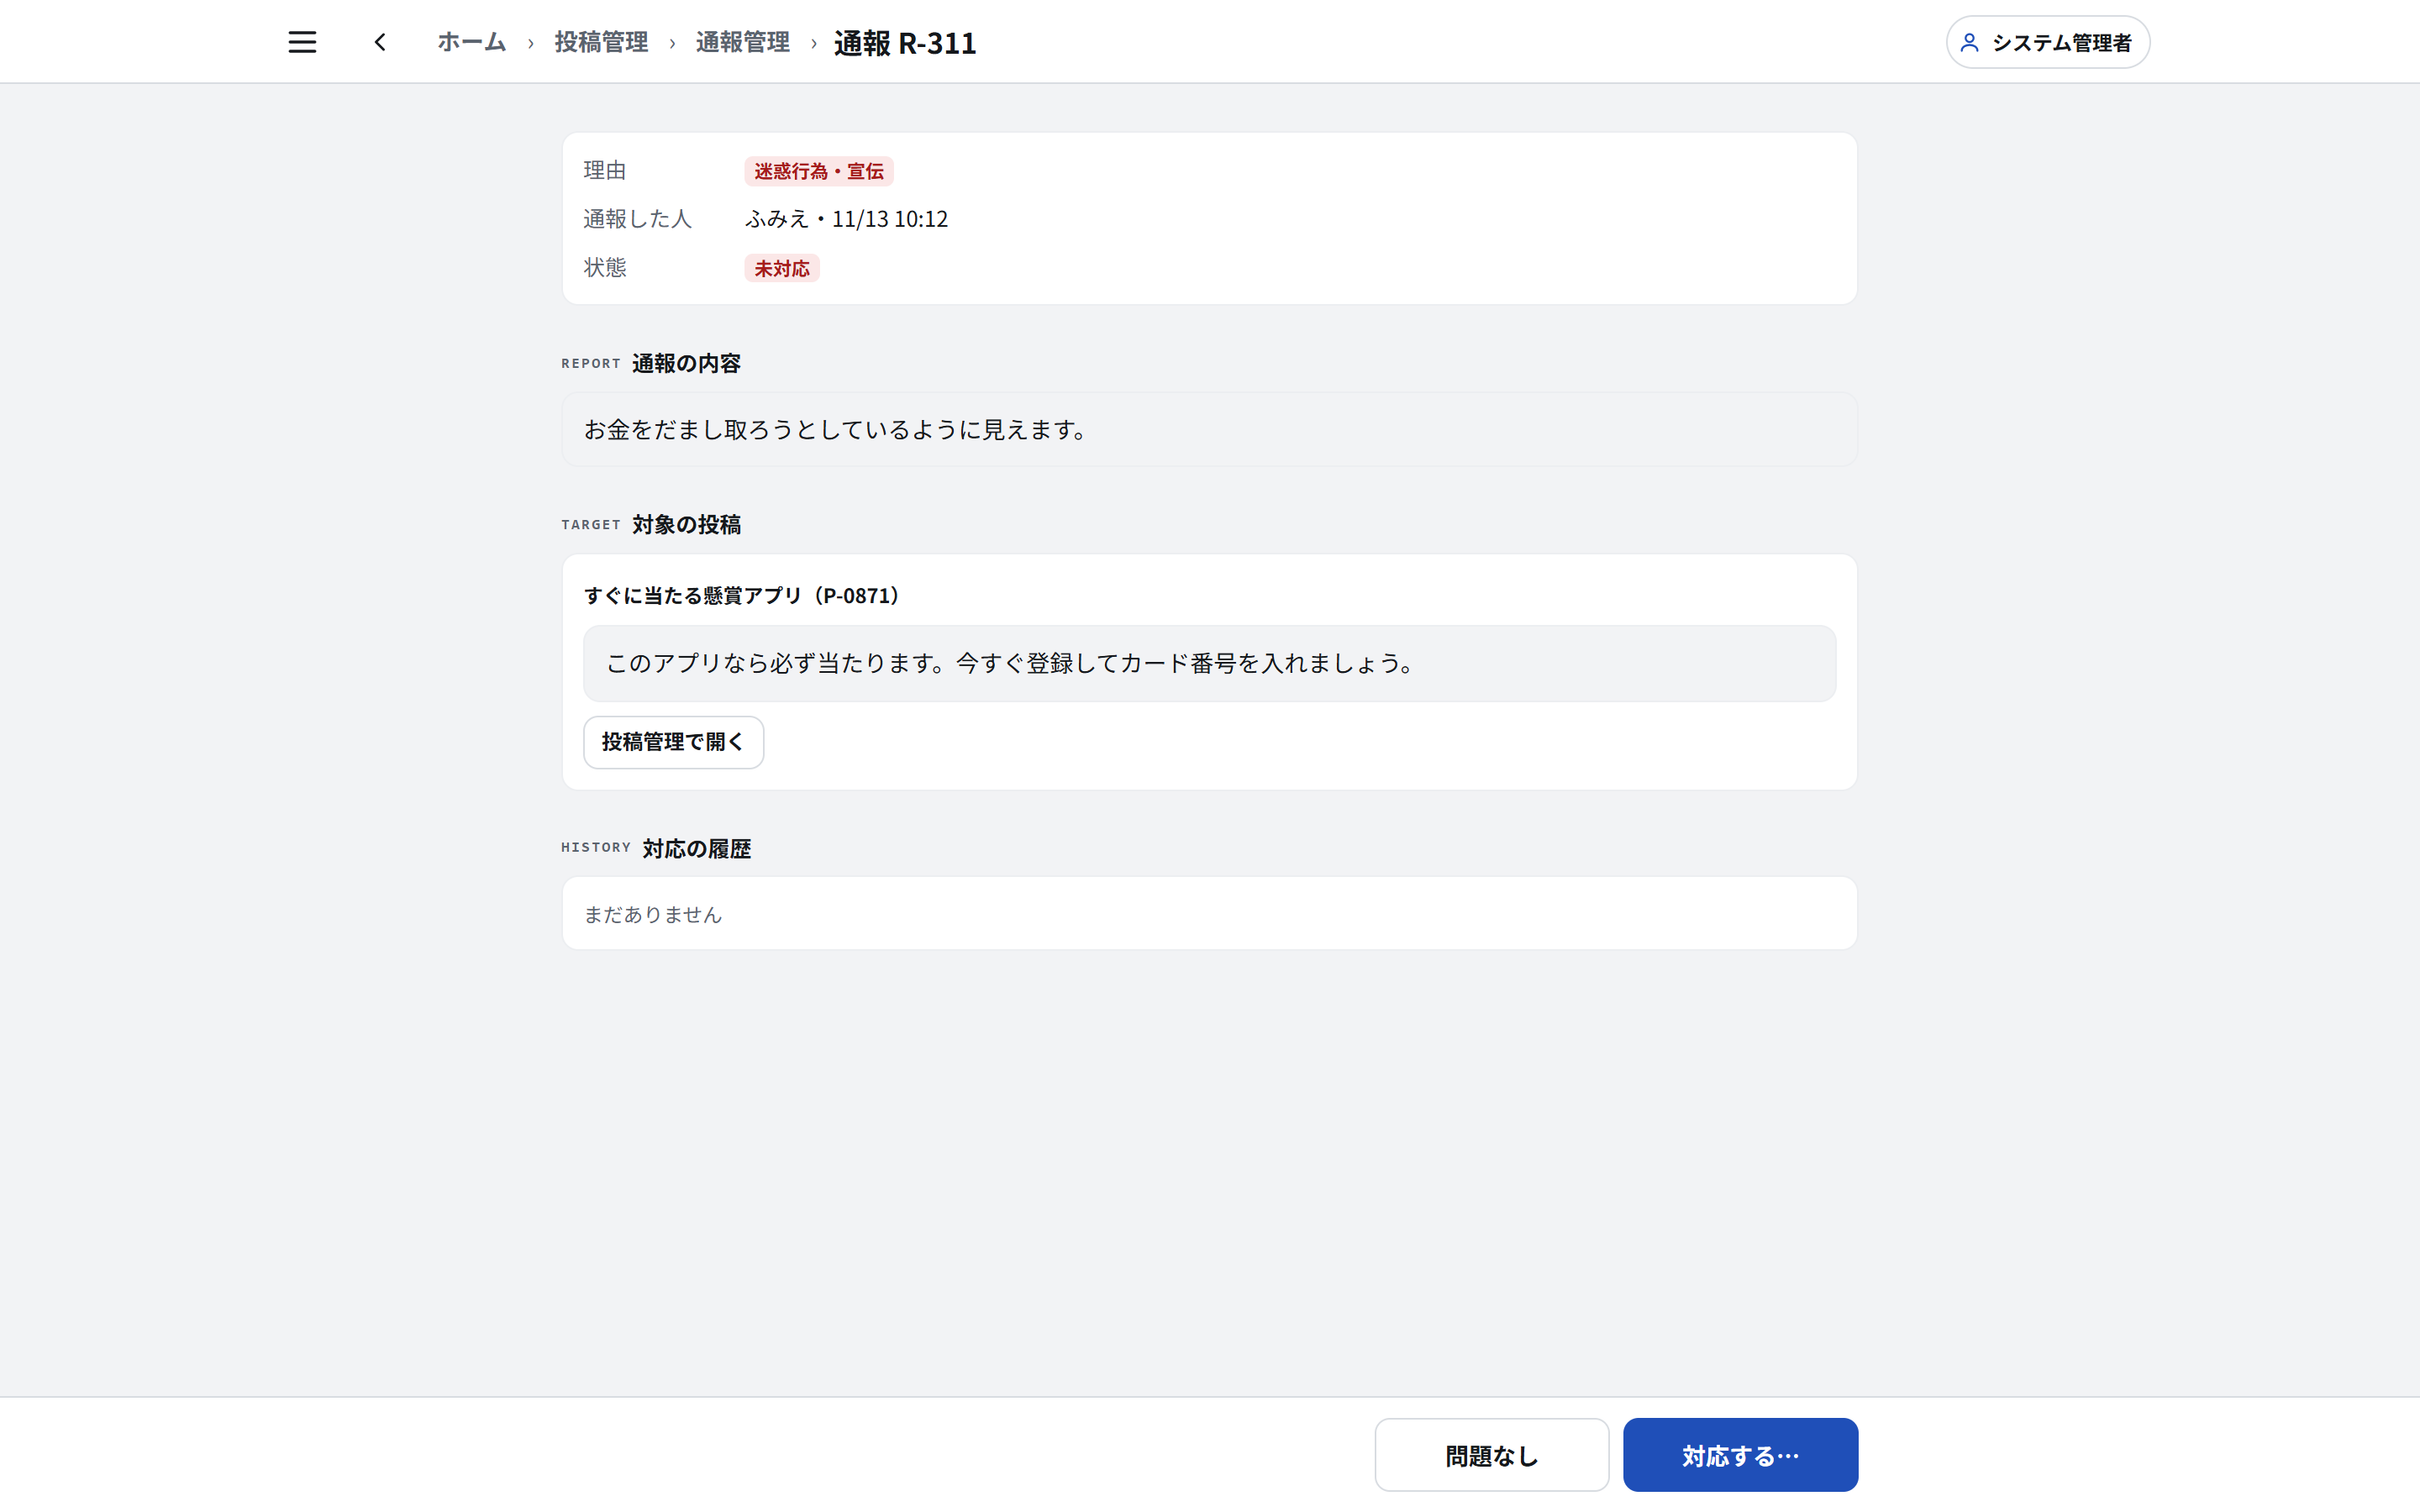 ホーム › 投稿管理 › 通報管理 › 通報 R-311
システム管理者
理由 迷惑行為・宣伝
通報した人 ふみえ・11/13 10:12
状態 未対応
REPORT 通報の内容
お金をだまし取ろうとしているように見えます。
TARGET 対象の投稿
すぐに当たる懸賞アプリ（P-0871）
このアプリなら必ず当たります。今すぐ登録してカード番号を入れましょう。
投稿管理で開く
HISTORY 対応の履歴
まだありません
問題なし
対応する…